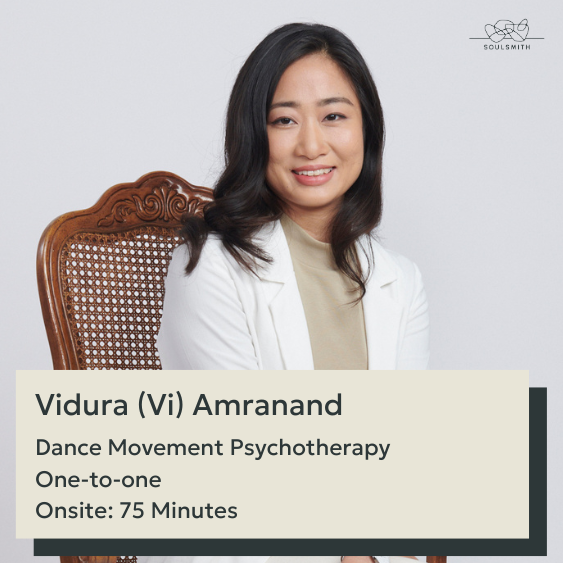 SOULSMITH
Vidura (Vi) Amranand
Dance Movement Psychotherapy
One-to-one
Onsite: 75 Minutes